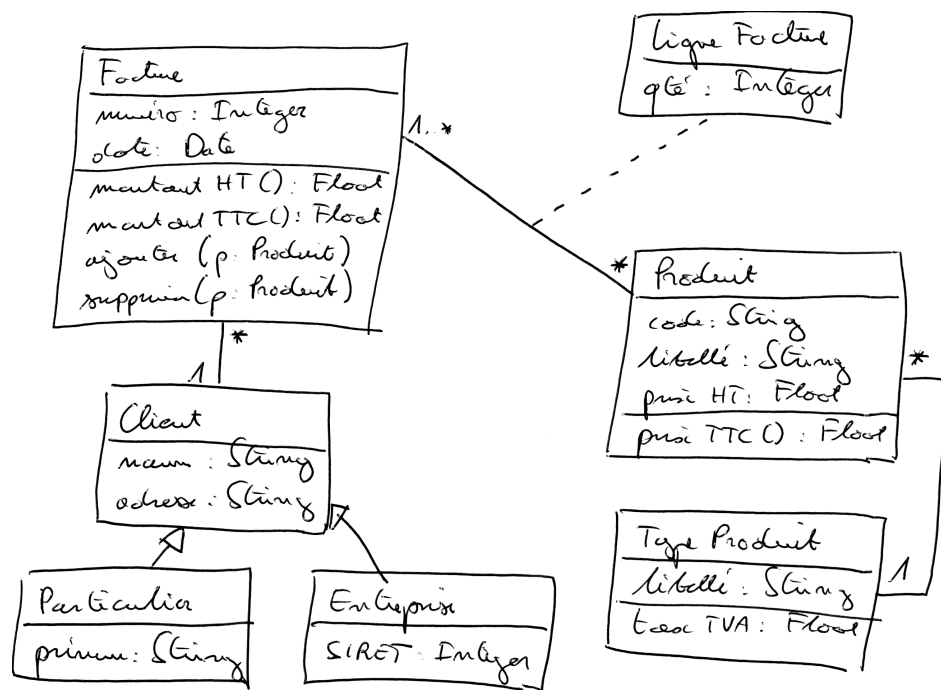 Facture
numéro : Integer
date : Date
montant HT () : Float
montant TTC () : Float
ajouter (p : Produit)
supprimer (p : Produit)
1..*
Ligne Facture
qté : Integer
*
Produit
code : String
libellé : String
prix HT : Float
prix TTC () : Float
*
*
1
Client
nom : String
adresse : String
Type Produit
libellé : String
taxe TVA : Float
1
Particulier
prénom : String
Entreprise
SIRET : Integer